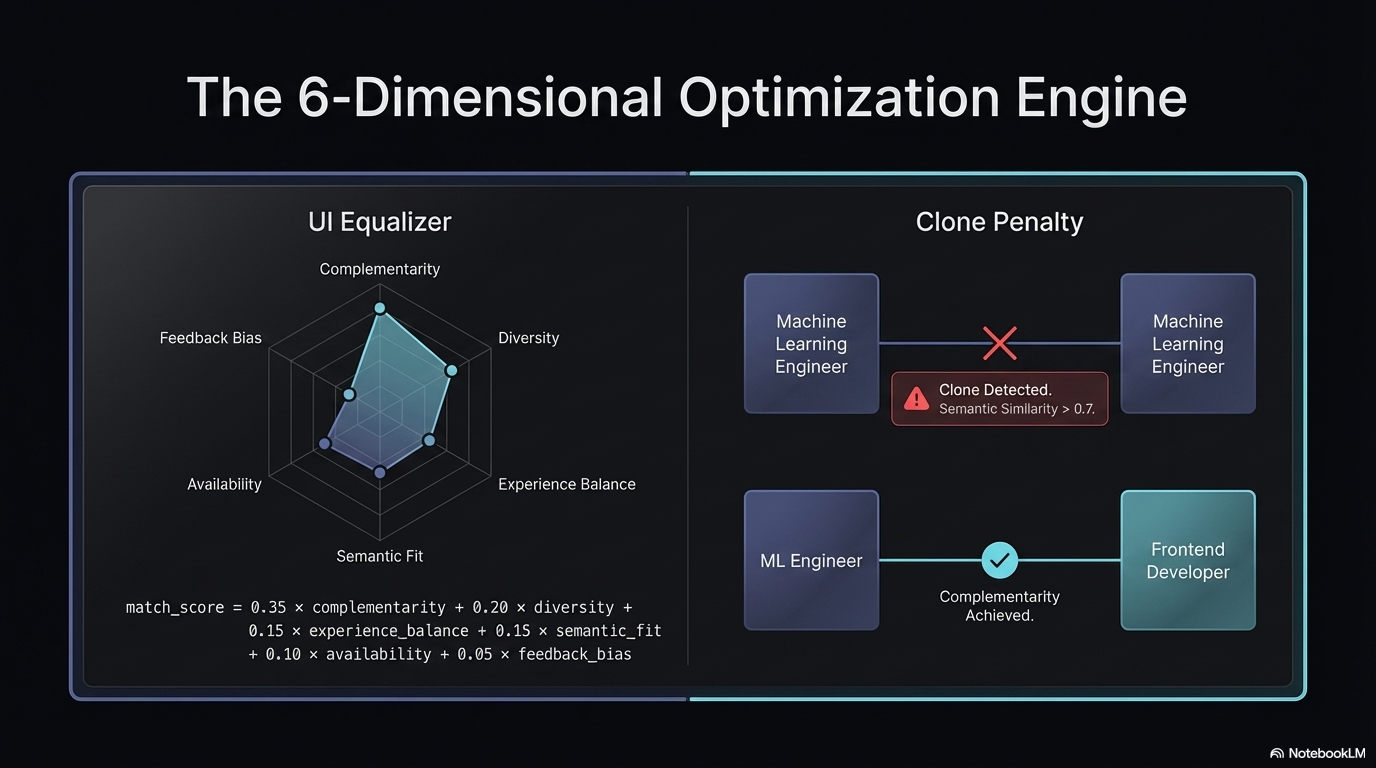 The 6-Dimensional Optimization Engine
UI Equalizer
Complementarity
Feedback Bias
Diversity
Availability
Experience Balance
Semantic Fit
match_score = 0.35 × complementarity + 0.20 × diversity +
0.15 × experience_balance + 0.15 × semantic_fit
+ 0.10 × availability + 0.05 × feedback_bias
Clone Penalty
Machine
Learning
Engineer
Clone Detected.
Semantic Similarity > 0.7.
Machine
Learning
Engineer
ML Engineer
Complementarity
Achieved.
Frontend
Developer
NotebookLM